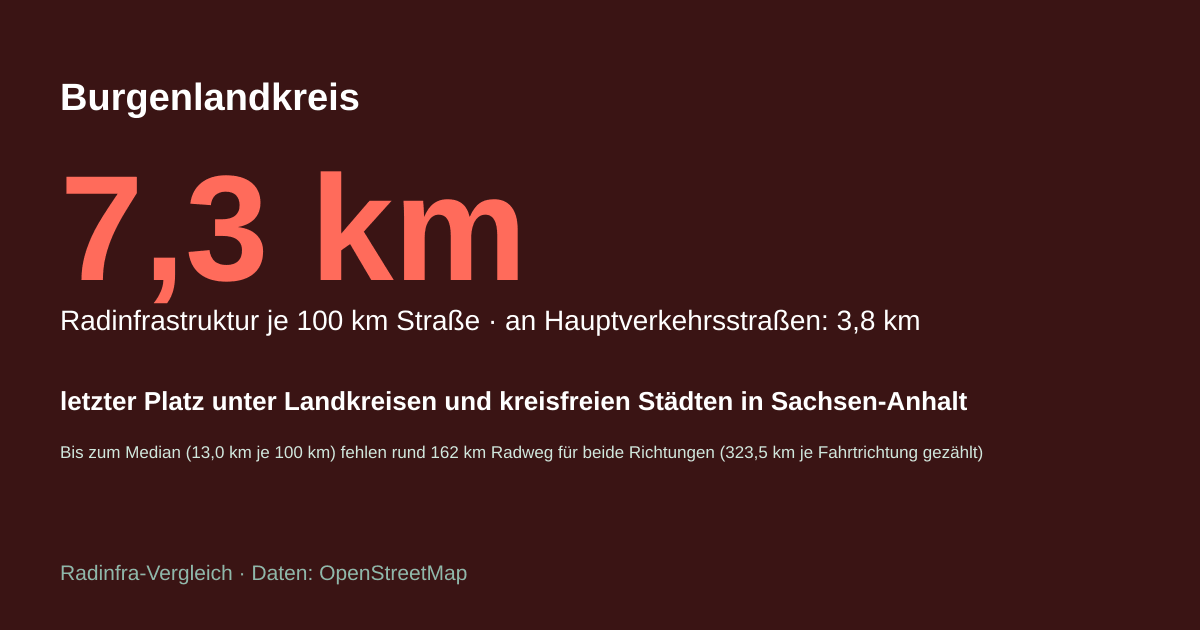 Burgenlandkreis
7,3 km
Radinfrastruktur je 100 km Straße · an Hauptverkehrsstraßen: 3,8 km
letzter Platz unter Landkreisen und kreisfreien Städten in Sachsen-Anhalt
Bis zum Median (13,0 km je 100 km) fehlen rund 162 km Radweg für beide Richtungen (323,5 km je Fahrtrichtung gezählt)
Radinfra-Vergleich · Daten: OpenStreetMap